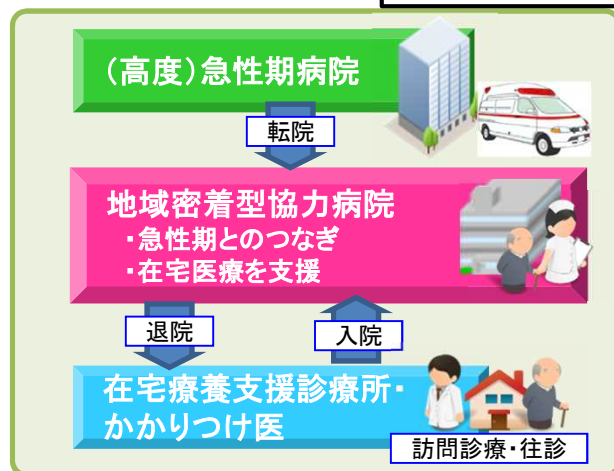 （高度）急性期病院
転院
地域密着型協力病院
・急性期とのつなぎ
・在宅医療を支援
退院
入院
在宅療養支援診療所・
かかりつけ医
訪問診療・往診